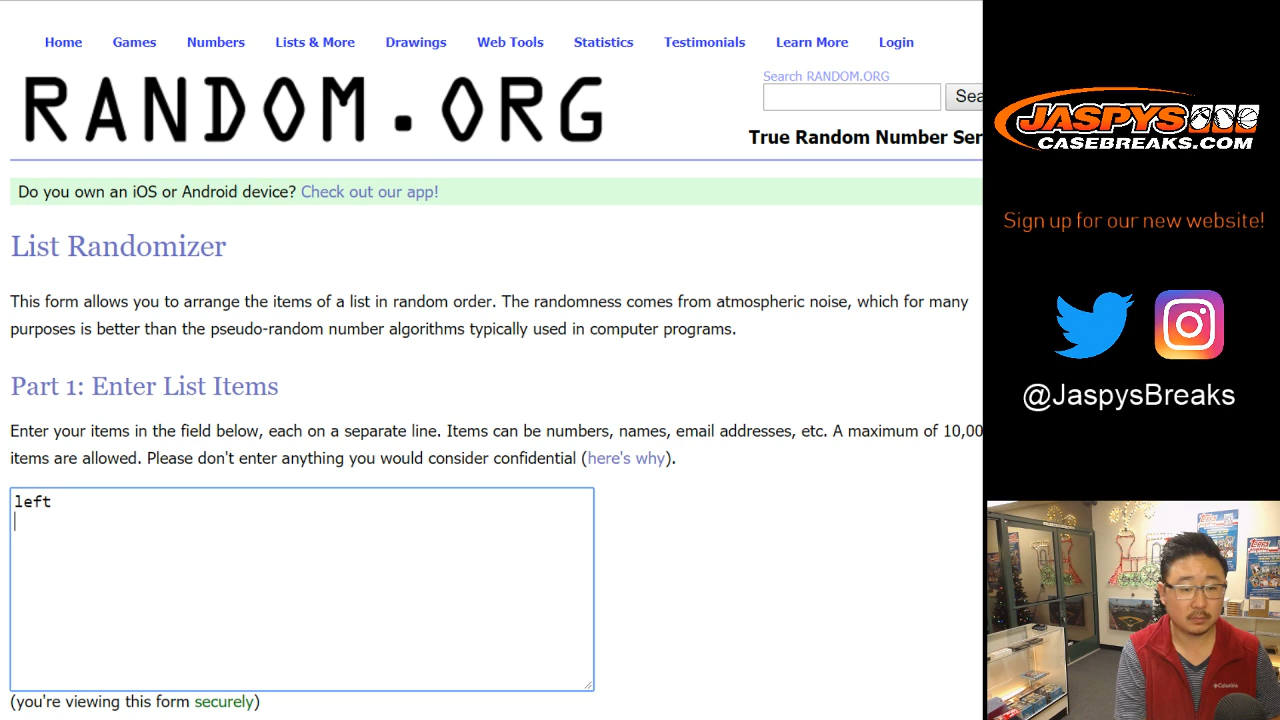 Home Games Numbers Lists & More Drawings Web Tools Statistics Testimonials Learn More Login
RANDOM.ORG
Search RANDOM.ORG
Sea
True Random Number Ser
Do you own an iOS or Android device? Check out our app!
List Randomizer
This form allows you to arrange the items of a list in random order. The randomness comes from atmospheric noise, which for many
purposes is better than the pseudo-random number algorithms typically used in computer programs.
Part 1: Enter List Items
Enter your items in the field below, each on a separate line. Items can be numbers, names, email addresses, etc. A maximum of 10,00
items are allowed. Please don't enter anything you would consider confidential (here's why).
left
(you're viewing this form securely)
JASPYS
CASEBREAKS.COM
Sign up for our new website!
@JaspysBreaks
Topps
Topps
Columbia